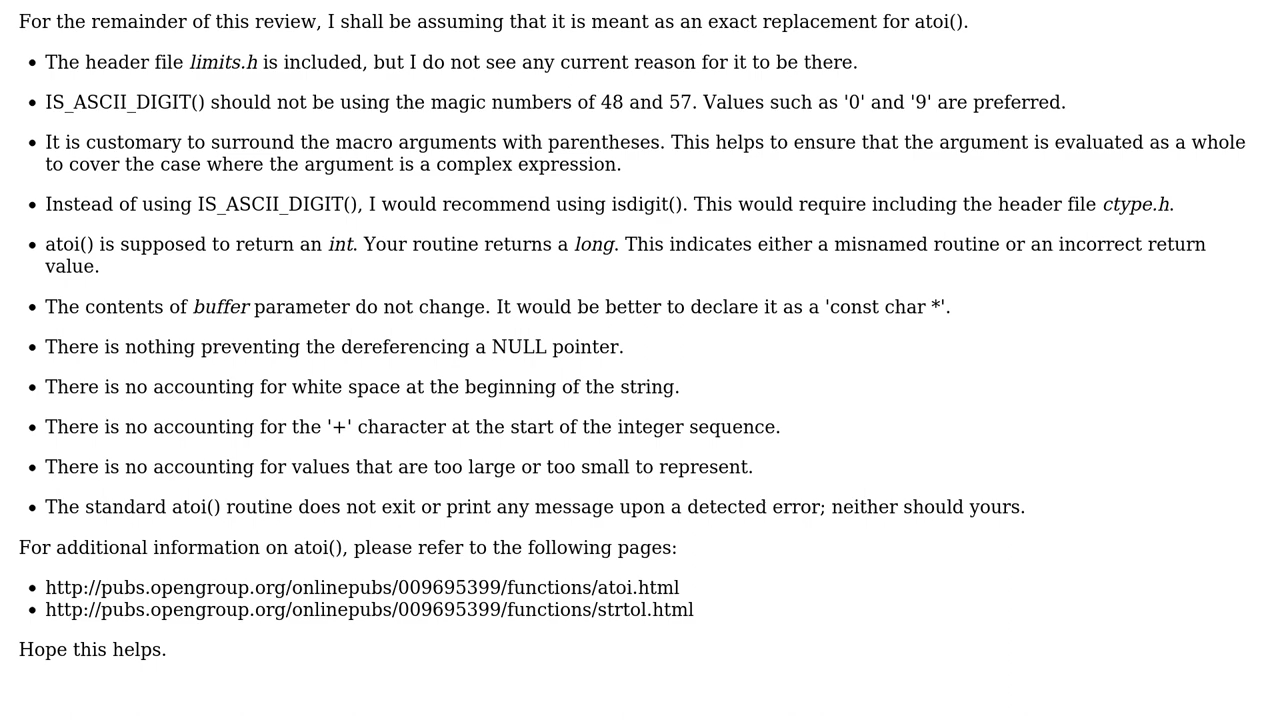 For the remainder of this review, I shall be assuming that it is meant as an exact replacement for atoi().
• The header file limits.h is included, but I do not see any current reason for it to be there.
• IS_ASCII_DIGIT() should not be using the magic numbers of 48 and 57. Values such as '0' and '9' are preferred.
• It is customary to surround the macro arguments with parentheses. This helps to ensure that the argument is evaluated as a whole
to cover the case where the argument is a complex expression.
• Instead of using IS_ASCII_DIGIT(), I would recommend using isdigit(). This would require including the header file ctype.h.
• atoi() is supposed to return an int. Your routine returns a long. This indicates either a misnamed routine or an incorrect return
value.
• The contents of buffer parameter do not change. It would be better to declare it as a 'const char *'.
• There is nothing preventing the dereferencing a NULL pointer.
• There is no accounting for white space at the beginning of the string.
• There is no accounting for the '+' character at the start of the integer sequence.
• There is no accounting for values that are too large or too small to represent.
• The standard atoi() routine does not exit or print any message upon a detected error; neither should yours.
For additional information on atoi(), please refer to the following pages:
• http://pubs.opengroup.org/onlinepubs/009695399/functions/atoi.html
• http://pubs.opengroup.org/onlinepubs/009695399/functions/strtol.html
Hope this helps.